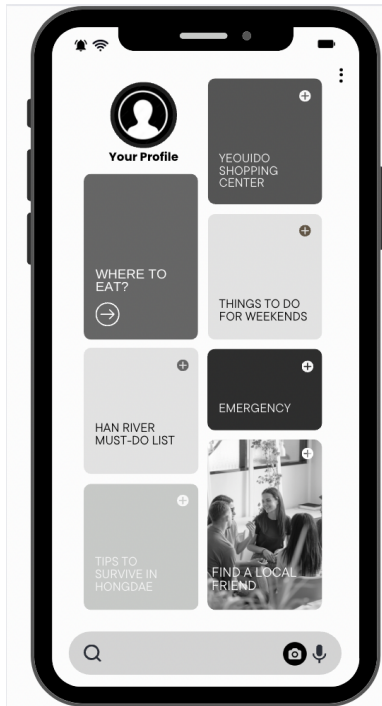 Your Profile
YEOUIDO
SHOPPING
CENTER
WHERE TO
EAT?
THINGS TO DO
FOR WEEKENDS
HAN RIVER
MUST-DO LIST
EMERGENCY
TIPS TO
SURVIVE IN
HONGDAE
FIND A LOCAL
FRIEND